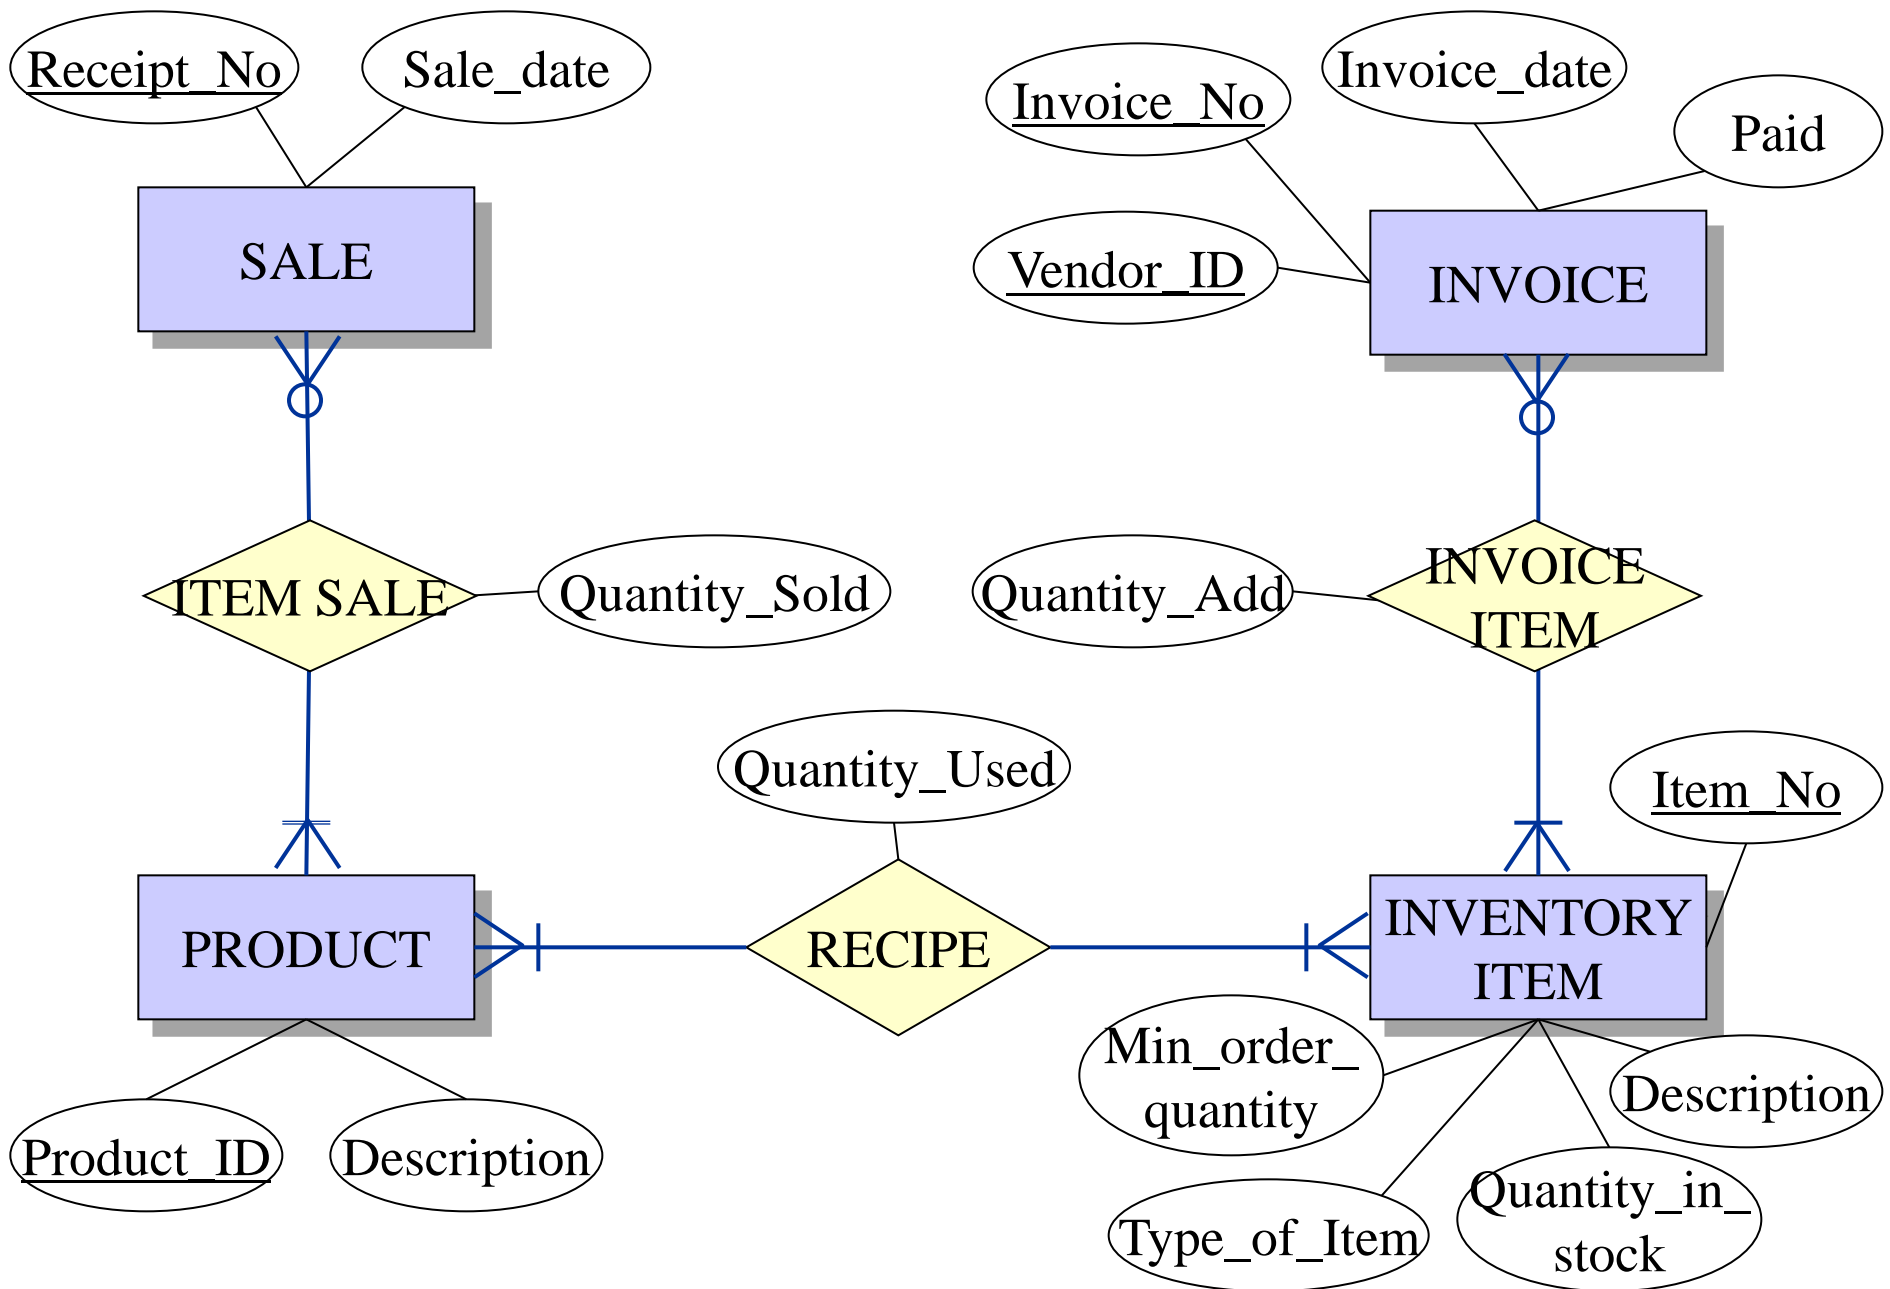 Receipt_No
Sale_date
Invoice_No
Invoice_date
Paid
SALE
Vendor_ID
INVOICE
ITEM SALE
Quantity_Sold
Quantity_Add
INVOICE
ITEM
Quantity_Used
Item_No
PRODUCT
RECIPE
INVENTORY
ITEM
Min_order_
quantity
Description
Product_ID
Description
Type_of_Item
Quantity_in_
stock